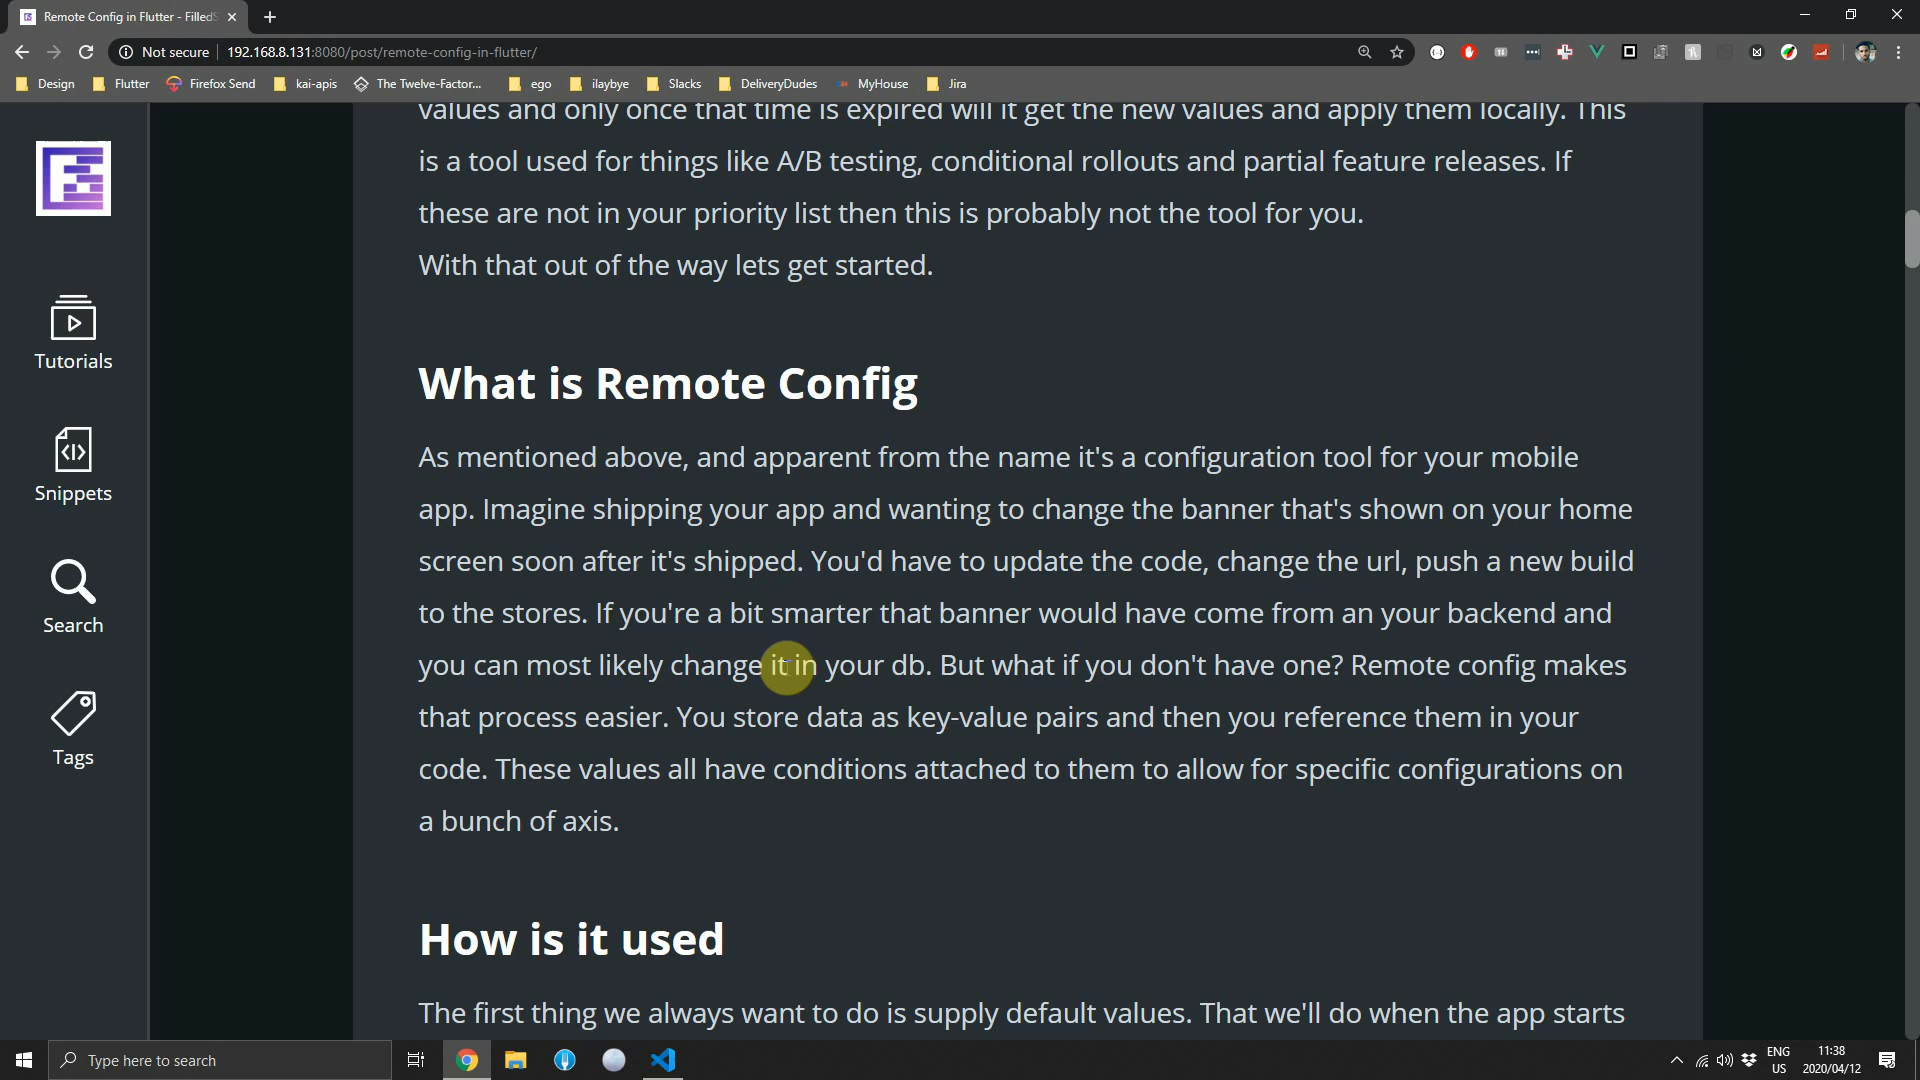 Remote Config in Flutter - Filled
Not secure
192.168.8.131:8080/post/remote-config-in-flutter/
Design
Flutter
Firefox Send
kai-apis
The Twelve-Factor...
ego
ilaybye
Slacks
DeliveryDudes
MyHouse
Jira
values and only once that time is expired will it get the new values and apply them locally. This
is a tool used for things like A/B testing, conditional rollouts and partial feature releases. If
these are not in your priority list then this is probably not the tool for you.
With that out of the way lets get started.
Tutorials
Snippets
Search
Tags
What is Remote Config
As mentioned above, and apparent from the name it's a configuration tool for your mobile
app. Imagine shipping your app and wanting to change the banner that's shown on your home
screen soon after it's shipped. You'd have to update the code, change the url, push a new build
to the stores. If you're a bit smarter that banner would have come from an your backend and
you can most likely change it in your db. But what if you don't have one? Remote config makes
that process easier. You store data as key-value pairs and then you reference them in your
code. These values all have conditions attached to them to allow for specific configurations on
a bunch of axis.
How is it used
The first thing we always want to do is supply default values. That we'll do when the app starts
Type here to search
ENG
US
11:38
2020/04/12